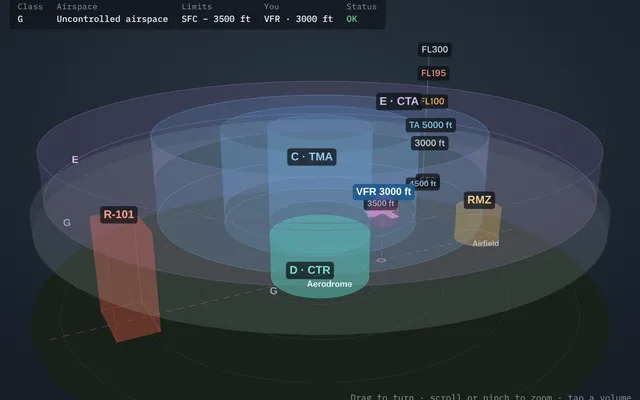 Class Airspace Limits You Status
G Uncontrolled airspace SFC – 3500 ft VFR · 3000 ft OK
FL300
FL195
E · CTA FL100
TA 5000 ft
3000 ft
C · TMA
E
4500 ft
VFR 3000 ft
3500 ft
RMZ
R-101
G
Airfield
D · CTR
Aerodrome
G
Drag to turn · scroll or pinch to zoom · tap a volume